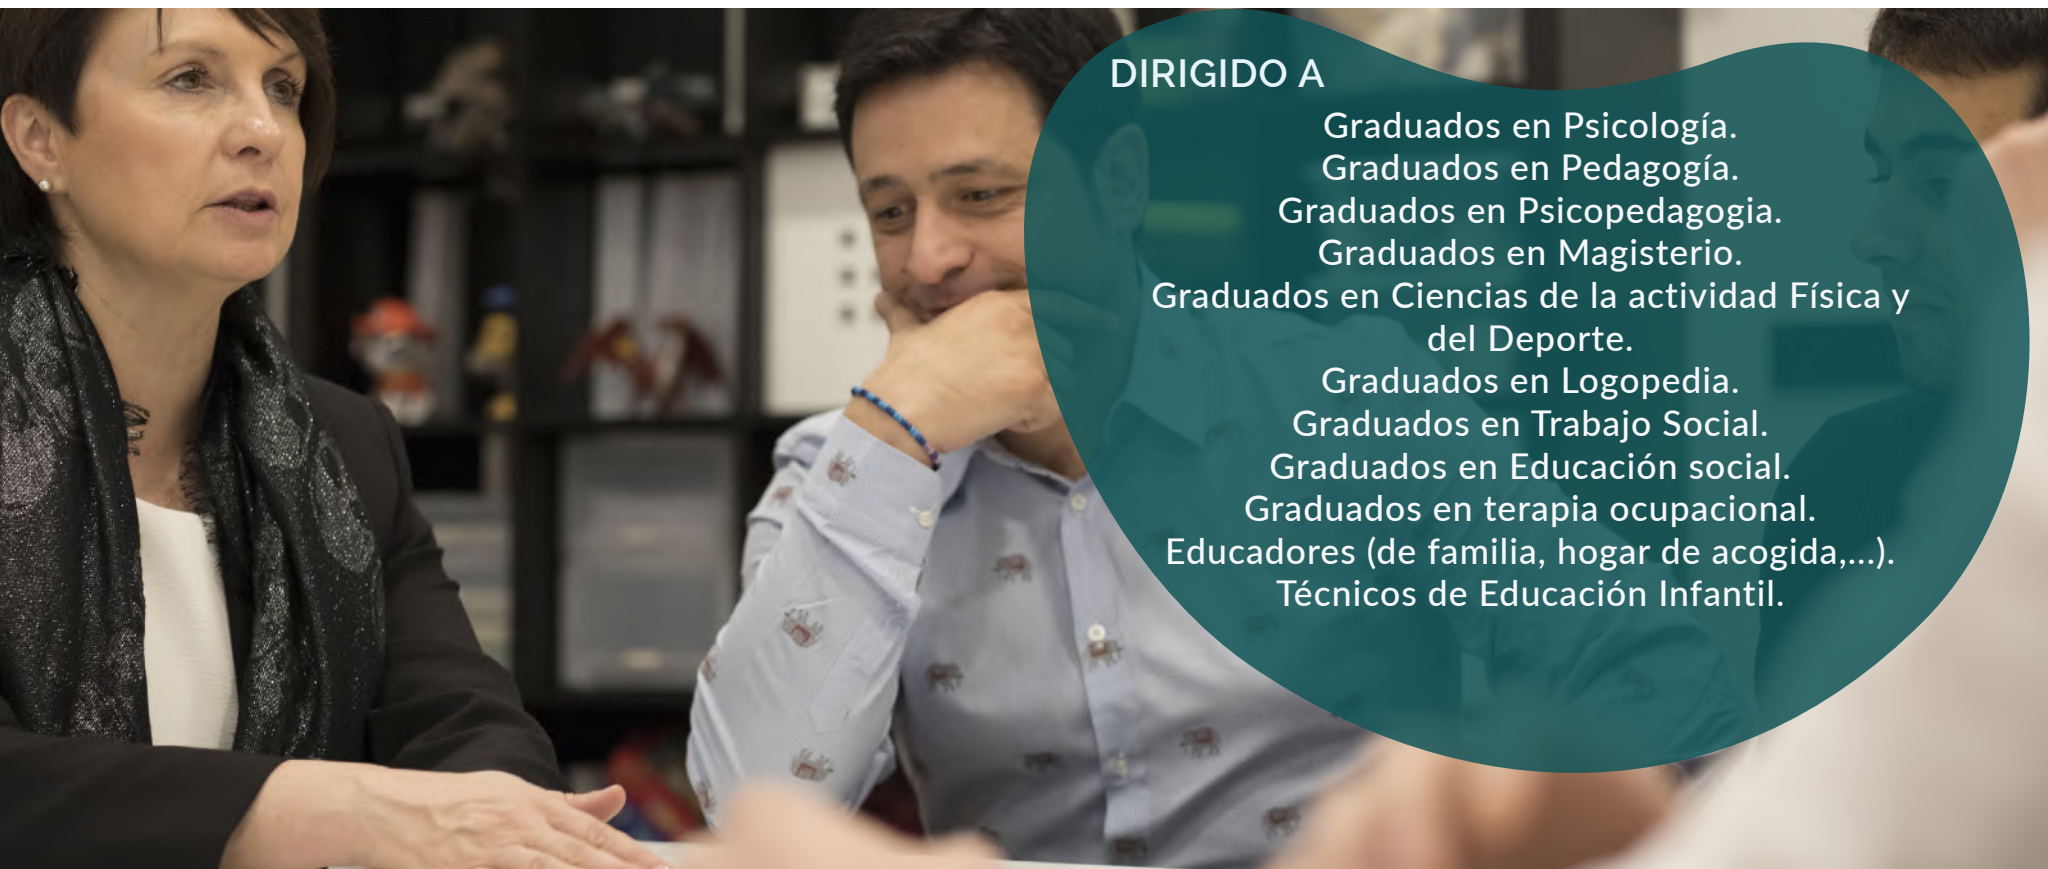 DIRIGIDO A
Graduados en Psicología.
Graduados en Pedagogía.
Graduados en Psicopedagogia.
Graduados en Magisterio.
Graduados en Ciencias de la actividad Física y
del Deporte.
Graduados en Logopedia.
Graduados en Trabajo Social.
Graduados en Educación social.
Graduados en terapia ocupacional.
Educadores (de familia, hogar de acogida,...).
Técnicos de Educación Infantil.